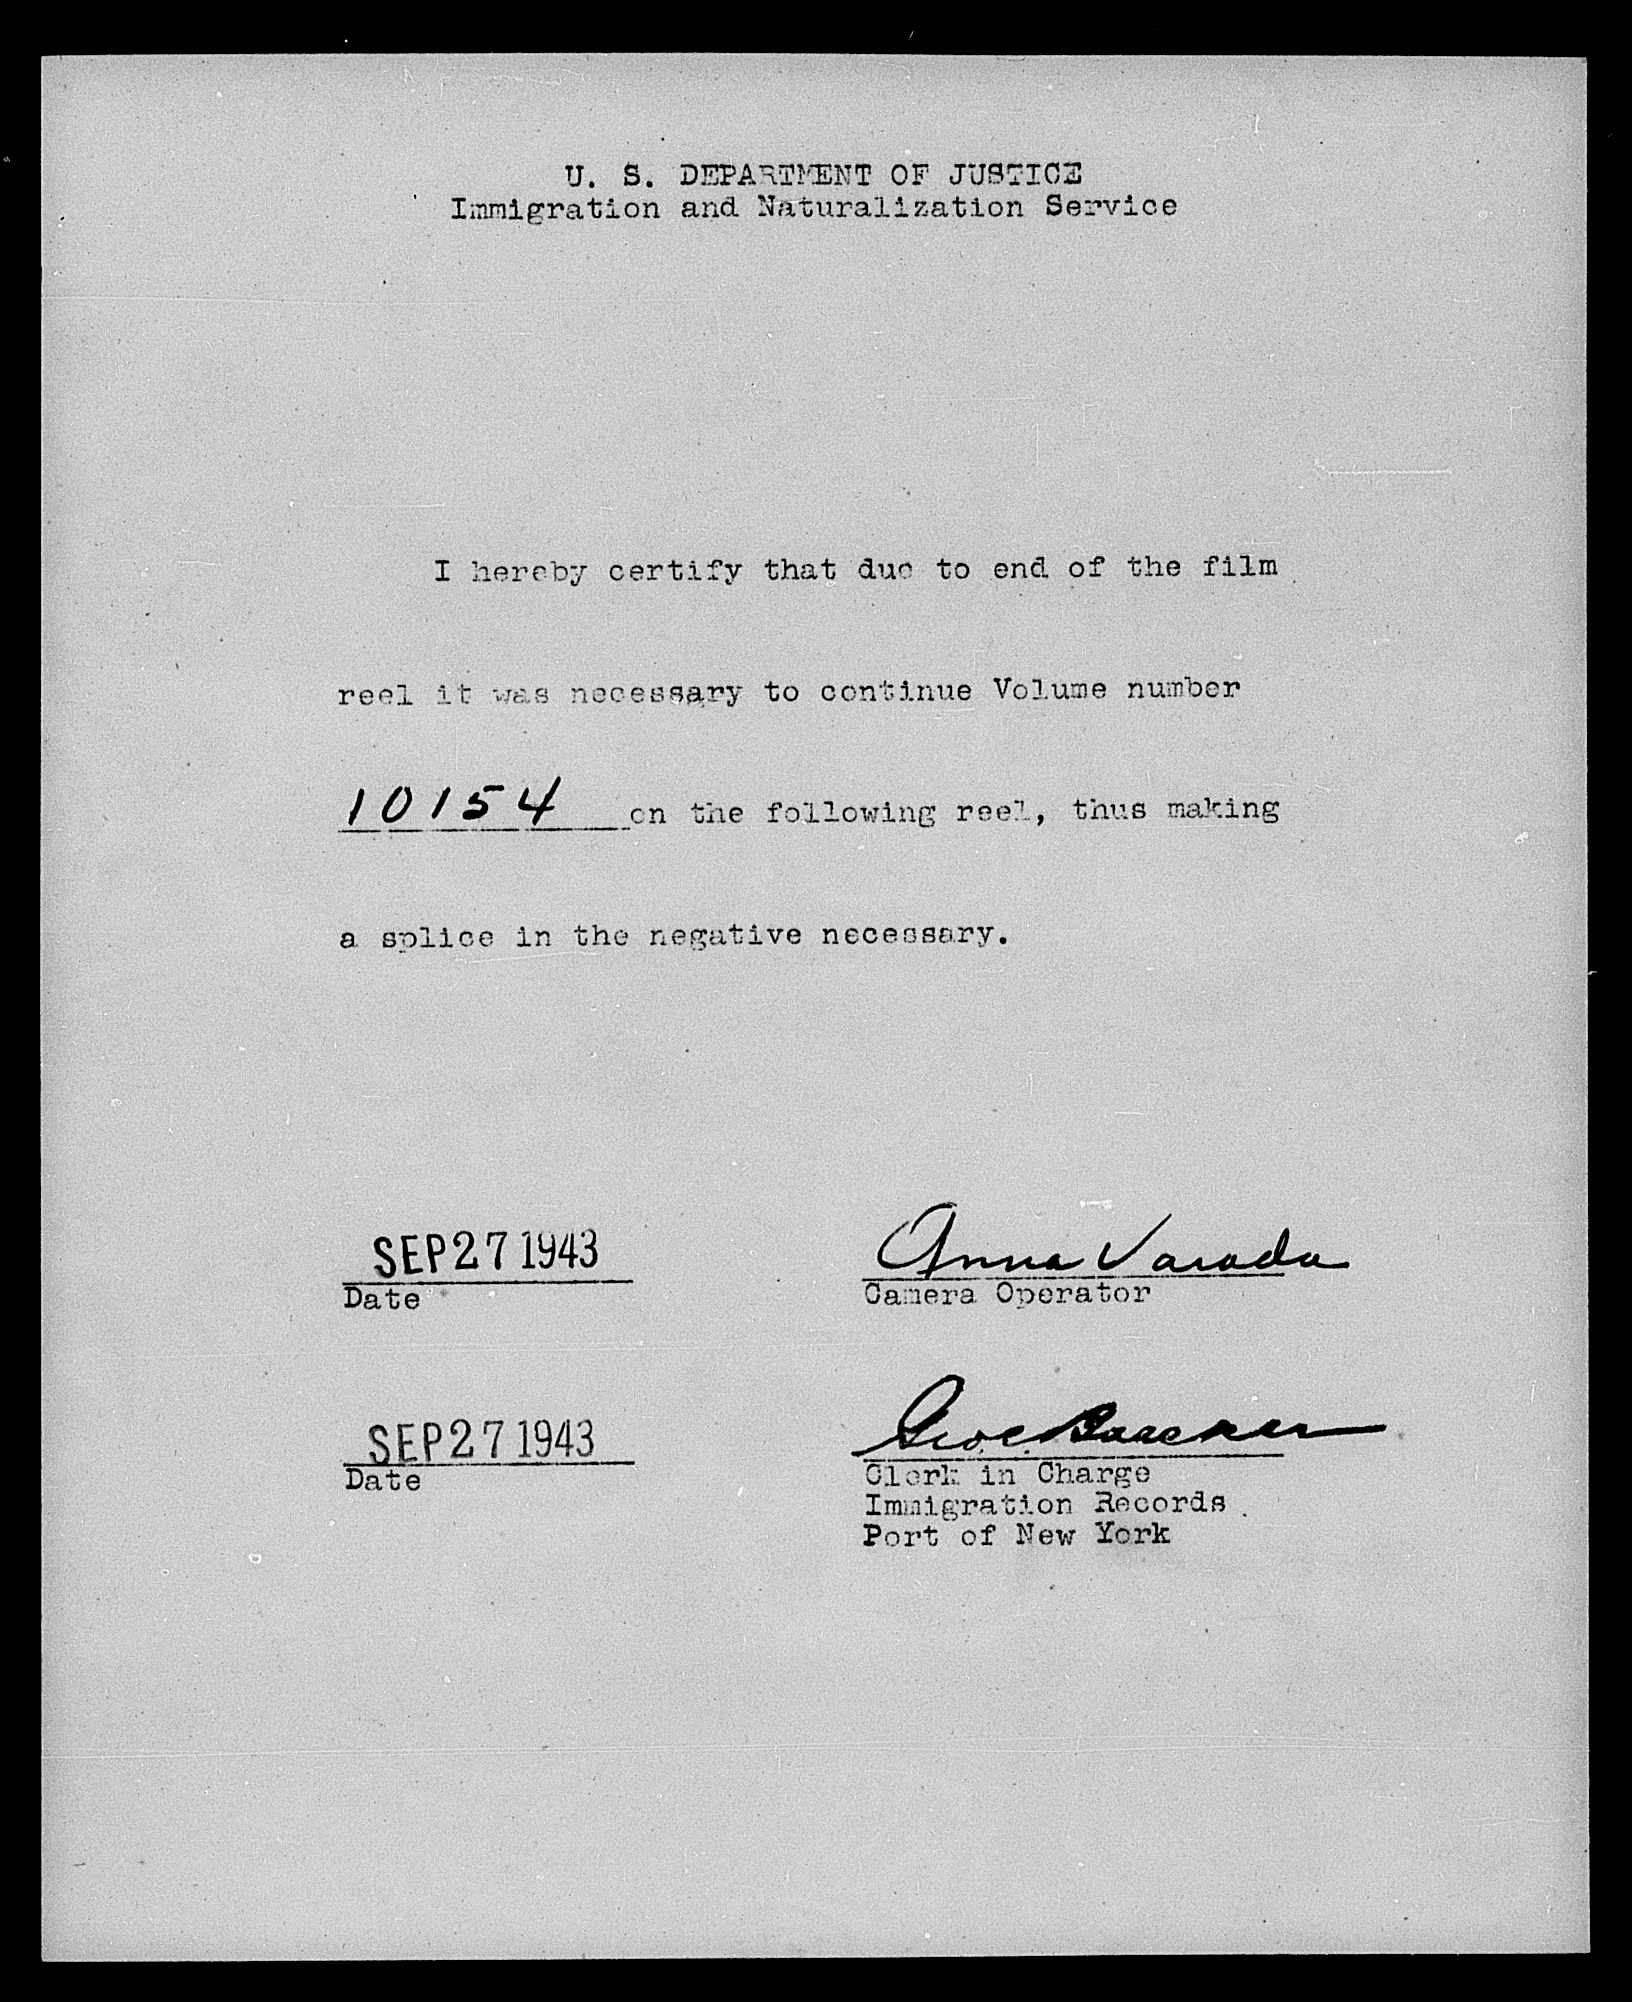 U. S. DEPARTMENT OF JUSTICE
Immigration and Naturalization Service
I hereby certify that due to end of the film
reel it was necessary to continue Volume number
10154 on the following reel, thus making
a splice in the negative necessary.
SEP 27 1943
Anna Varada
Date
Camera Operator
SEP 27 1943
Date
Clerk in Charge
Immigration Records
Port of New York